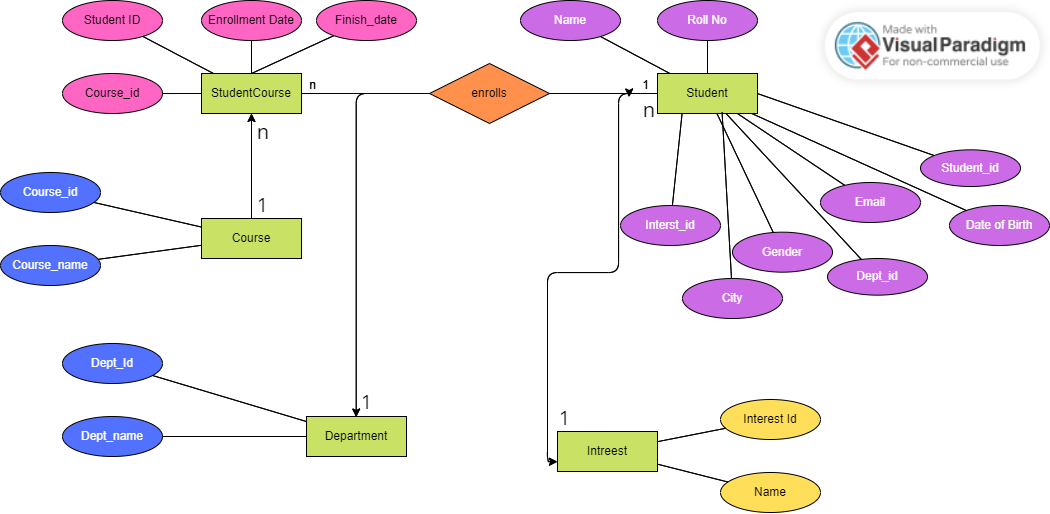 Student ID
Enrollment Date
Finish_date
Name
Roll No
Made with
Visual Paradigm
For non-commercial use
Course_id
StudentCourse
n
enrolls
1
n
Student
n
Student_id
Course_id
1
Email
Interst_id
Date of Birth
Course
Gender
Course_name
Dept_id
City
Dept_Id
1
1
Interest Id
Dept_name
Department
Intreest
Name